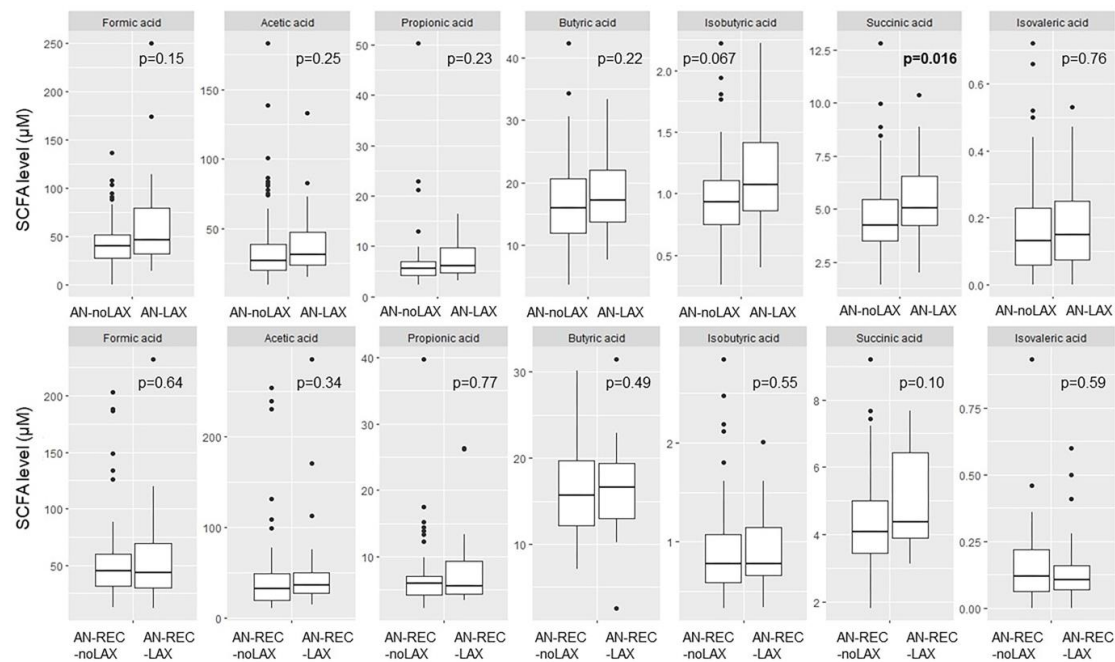 Formic acid Acetic acid Propionic acid Butyric acid Isobutyric acid Succinic acid Isovaleric acid
SCFA level (µM)
250
200
150
100
50
0
p=0.15
150
100
50
p=0.25
50
40
30
20
10
0
p=0.23
40
30
20
10
p=0.22
2.0
1.5
1.0
0.5
p=0.067
12.5
10.0
7.5
5.0
2.5
p=0.016
0.6
0.4
0.2
0.0
p=0.76
AN-noLAX AN-LAX AN-noLAX AN-LAX AN-noLAX AN-LAX AN-noLAX AN-LAX AN-noLAX AN-LAX AN-noLAX AN-LAX AN-noLAX AN-LAX
Formic acid Acetic acid Propionic acid Butyric acid Isobutyric acid Succinic acid Isovaleric acid
SCFA level (µM)
200
150
100
50
p=0.64
200
100
0
p=0.34
40
30
20
10
p=0.77
30
20
10
p=0.49
2
1
p=0.55
8
6
4
2
p=0.10
0.75
0.50
0.25
0.00
p=0.59
AN-REC AN-REC AN-REC AN-REC AN-REC AN-REC AN-REC AN-REC AN-REC AN-REC AN-REC AN-REC AN-REC AN-REC
-noLAX -LAX -noLAX -LAX -noLAX -LAX -noLAX -LAX -noLAX -LAX -noLAX -LAX -noLAX -LAX